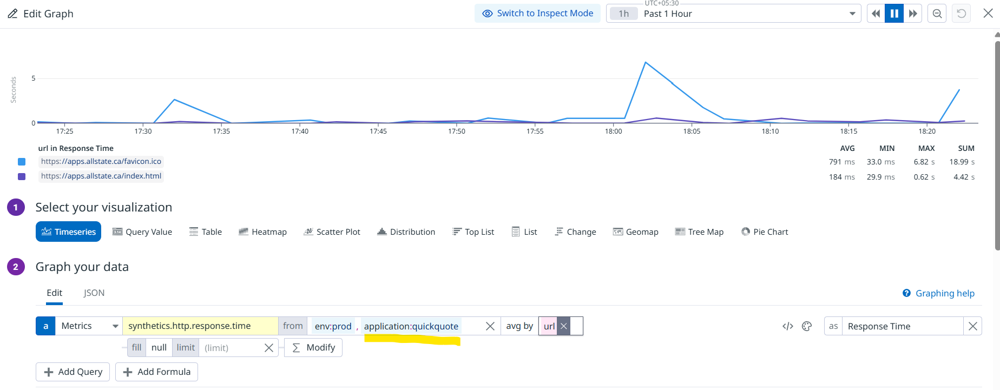 Edit Graph
Switch to Inspect Mode
UTC+05:30
1h Past 1 Hour
Seconds
5
0
17:25 17:30 17:35 17:40 17:45 17:50 17:55 18:00 18:05 18:10 18:15 18:20
url in Response Time AVG MIN MAX SUM
https://apps.allstate.ca/favicon.ico 791 ms 33.0 ms 6.82 s 18.99 s
https://apps.allstate.ca/index.html 184 ms 29.9 ms 0.62 s 4.42 s
1 Select your visualization
Timeseries Query Value Table Heatmap Scatter Plot Distribution Top List List Change Geomap Tree Map Pie Chart
2 Graph your data
Edit JSON
? Graphing help
a Metrics synthetics.http.response.time from env:prod , application:quickquote avg by url </> as Response Time
fill null limit (limit) Σ Modify
+ Add Query + Add Formula